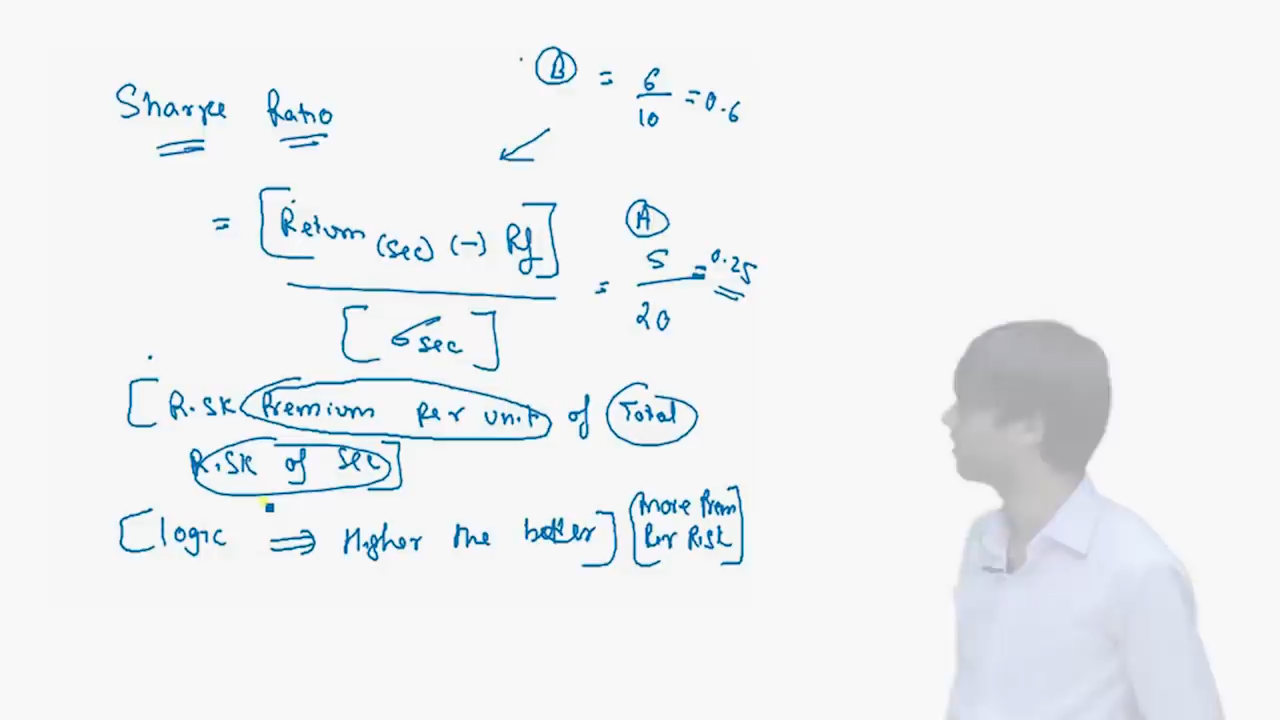 B = 6/10 = 0.6
Sharpe Ratio
= [Return (sec) (-) Rf] / [σ sec] = A 5/20 = 0.25
[Risk Premium per unit of Total
Risk of sec]
[logic ⇒ Higher the better] [more Prem
Per Risk]